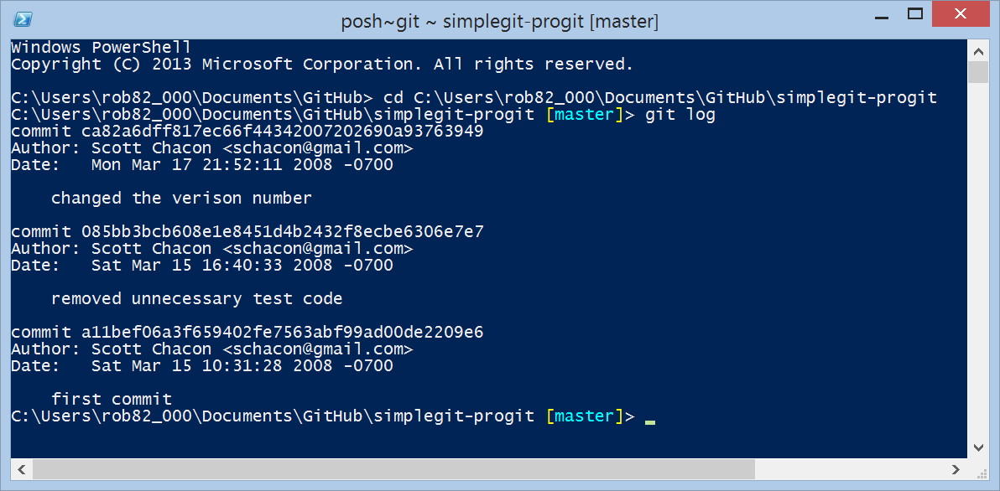 posh~git ~ simplegit-progit [master]
Windows PowerShell
Copyright (C) 2013 Microsoft Corporation. All rights reserved.
C:\Users\rob82_000\Documents\GitHub> cd C:\Users\rob82_000\Documents\GitHub\simplegit-progit
C:\Users\rob82_000\Documents\GitHub\simplegit-progit [master]> git log
commit ca82a6dff817ec66f44342007202690a93763949
Author: Scott Chacon <schacon@gmail.com>
Date:   Mon Mar 17 21:52:11 2008 -0700
    changed the verison number
commit 085bb3bcb608e1e8451d4b2432f8ecbe6306e7e7
Author: Scott Chacon <schacon@gmail.com>
Date:   Sat Mar 15 16:40:33 2008 -0700
    removed unnecessary test code
commit a11bef06a3f659402fe7563abf99ad00de2209e6
Author: Scott Chacon <schacon@gmail.com>
Date:   Sat Mar 15 10:31:28 2008 -0700
    first commit
C:\Users\rob82_000\Documents\GitHub\simplegit-progit [master]>